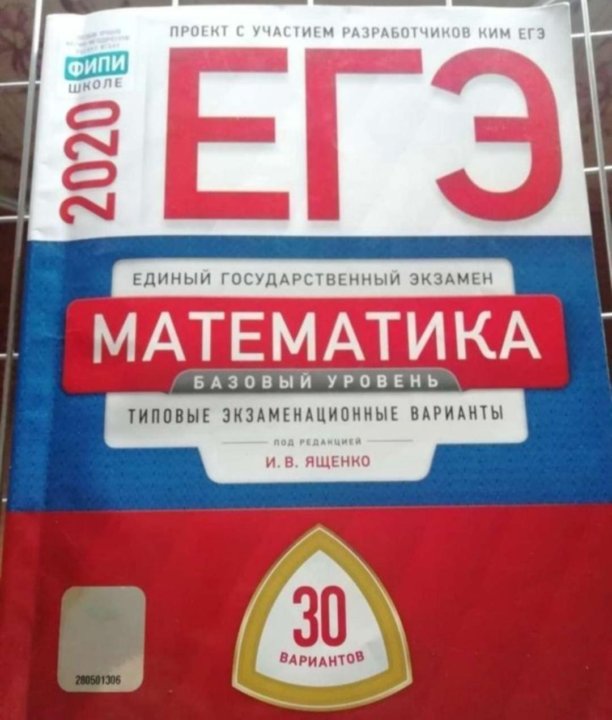 ПРОЕКТ С УЧАСТИЕМ РАЗРАБОТЧИКОВ КИМ ЕГЭ
ФИПИ
ШКОЛЕ
2020
ЕГЭ
ЕДИНЫЙ ГОСУДАРСТВЕННЫЙ ЭКЗАМЕН
МАТЕМАТИКА
БАЗОВЫЙ УРОВЕНЬ
ТИПОВЫЕ ЭКЗАМЕНАЦИОННЫЕ ВАРИАНТЫ
ПОД РЕДАКЦИЕЙ
И. В. ЯЩЕНКО
30
ВАРИАНТОВ
280501306